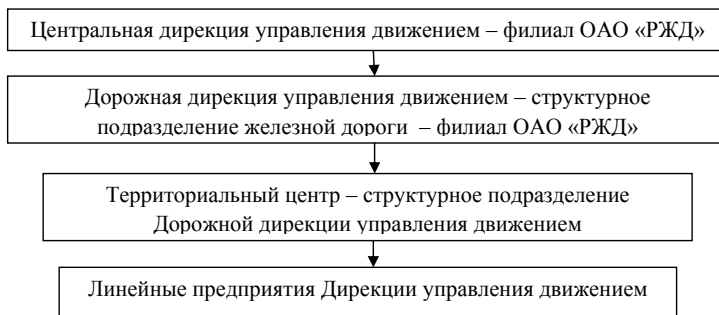 Центральная дирекция управления движением – филиал ОАО «РЖД»
Дорожная дирекция управления движением – структурное
подразделение железной дороги – филиал ОАО «РЖД»
Территориальный центр – структурное подразделение
Дорожной дирекции управления движением
Линейные предприятия Дирекции управления движением